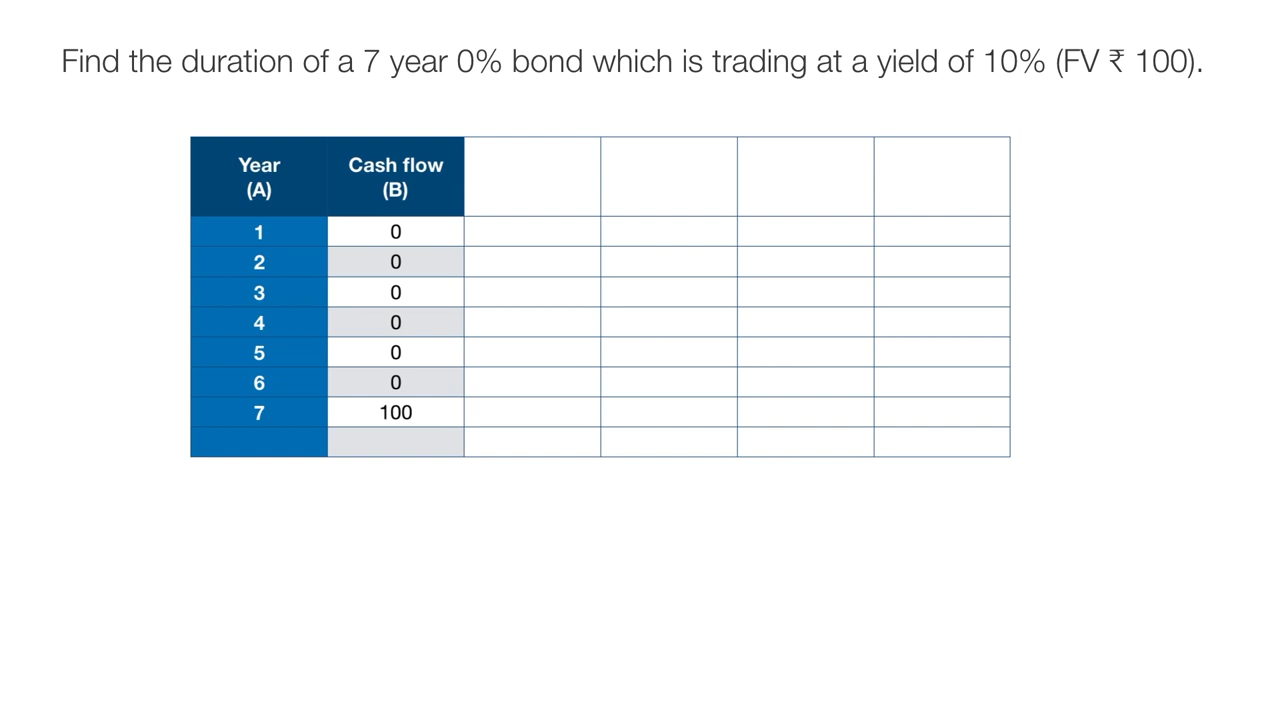 Find the duration of a 7 year 0% bond which is trading at a yield of 10% (FV ₹ 100).
Year Cash flow
(A) (B)
1 0
2 0
3 0
4 0
5 0
6 0
7 100